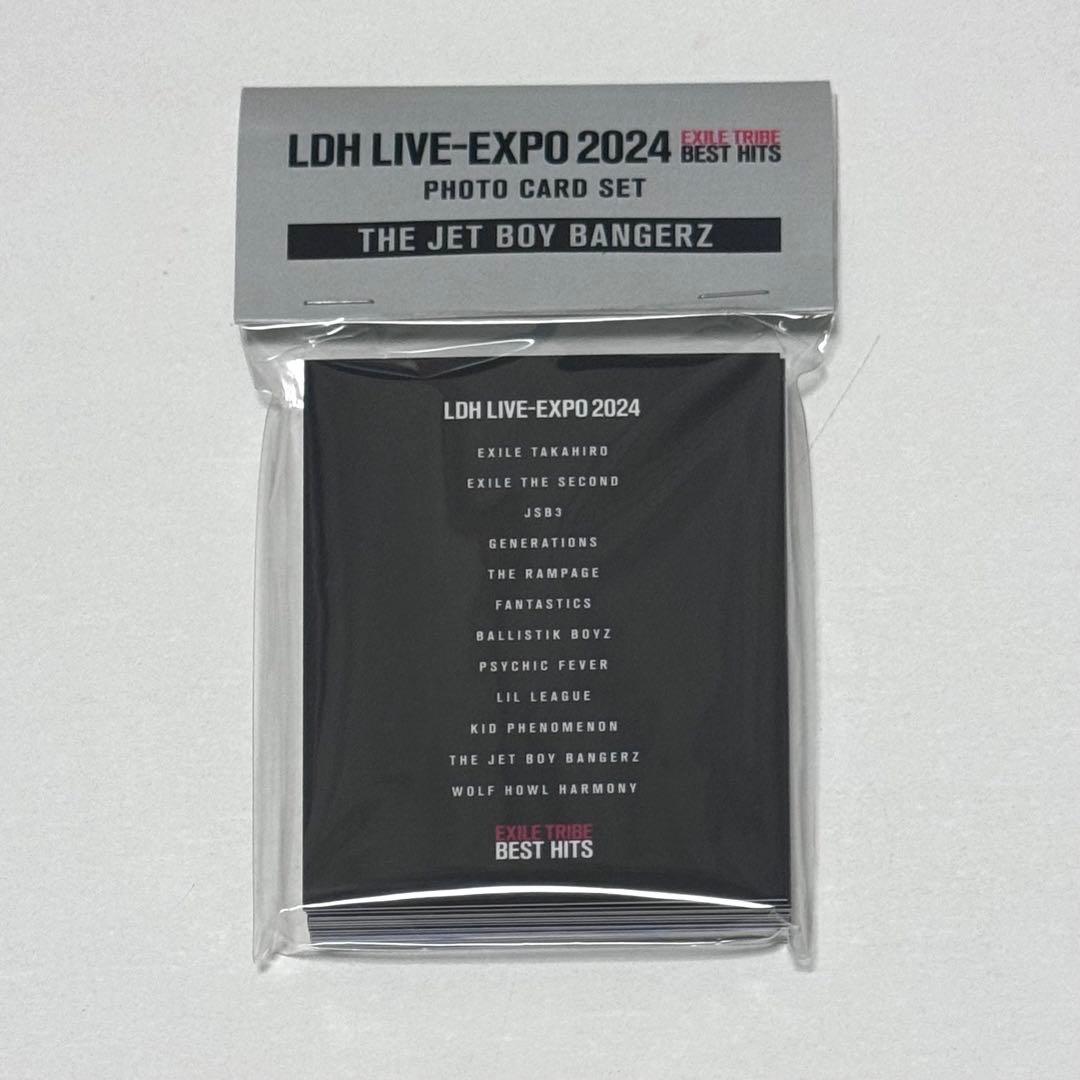 LDH LIVE-EXPO 2024 EXILE TRIBE BEST HITS
PHOTO CARD SET
THE JET BOY BANGERZ
LDH LIVE-EXPO 2024
EXILE TAKAHIRO
EXILE THE SECOND
JSB3
GENERATIONS
THE RAMPAGE
FANTASTICS
BALLISTIK BOYZ
PSYCHIC FEVER
LIL LEAGUE
KID PHENOMENON
THE JET BOY BANGERZ
WOLF HOWL HARMONY
EXILE TRIBE
BEST HITS